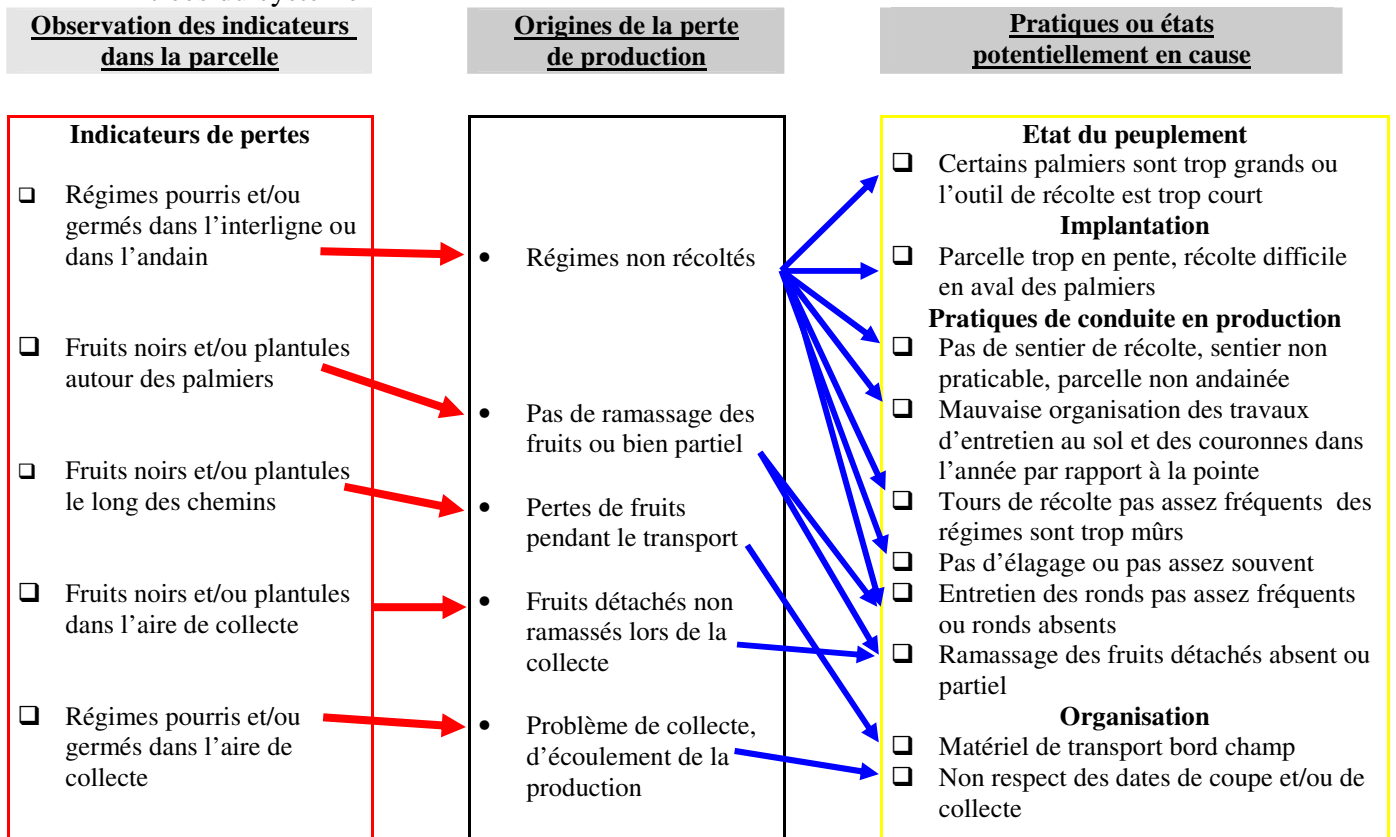 Observation des indicateurs
dans la parcelle
Origines de la perte
de production
Pratiques ou états
potentiellement en cause
Indicateurs de pertes
❑ Régimes pourris et/ou
germés dans l’interligne ou
dans l’andain
❑ Fruits noirs et/ou plantules
autour des palmiers
❑ Fruits noirs et/ou plantules
le long des chemins
❑ Fruits noirs et/ou plantules
dans l’aire de collecte
❑ Régimes pourris et/ou
germés dans l’aire de
collecte
• Régimes non récoltés
• Pas de ramassage des
fruits ou bien partiel
• Pertes de fruits
pendant le transport
• Fruits détachés non
ramassés lors de la
collecte
• Problème de collecte,
d’écoulement de la
production
Etat du peuplement
❑ Certains palmiers sont trop grands ou
l’outil de récolte est trop court
Implantation
❑ Parcelle trop en pente, récolte difficile
en aval des palmiers
Pratiques de conduite en production
❑ Pas de sentier de récolte, sentier non
praticable, parcelle non andainée
❑ Mauvaise organisation des travaux
d’entretien au sol et des couronnes dans
l’année par rapport à la pointe
❑ Tours de récolte pas assez fréquents des
régimes sont trop mûrs
❑ Pas d’élagage ou pas assez souvent
❑ Entretien des ronds pas assez fréquents
ou ronds absents
❑ Ramassage des fruits détachés absent ou
partiel
Organisation
❑ Matériel de transport bord champ
❑ Non respect des dates de coupe et/ou de
collecte